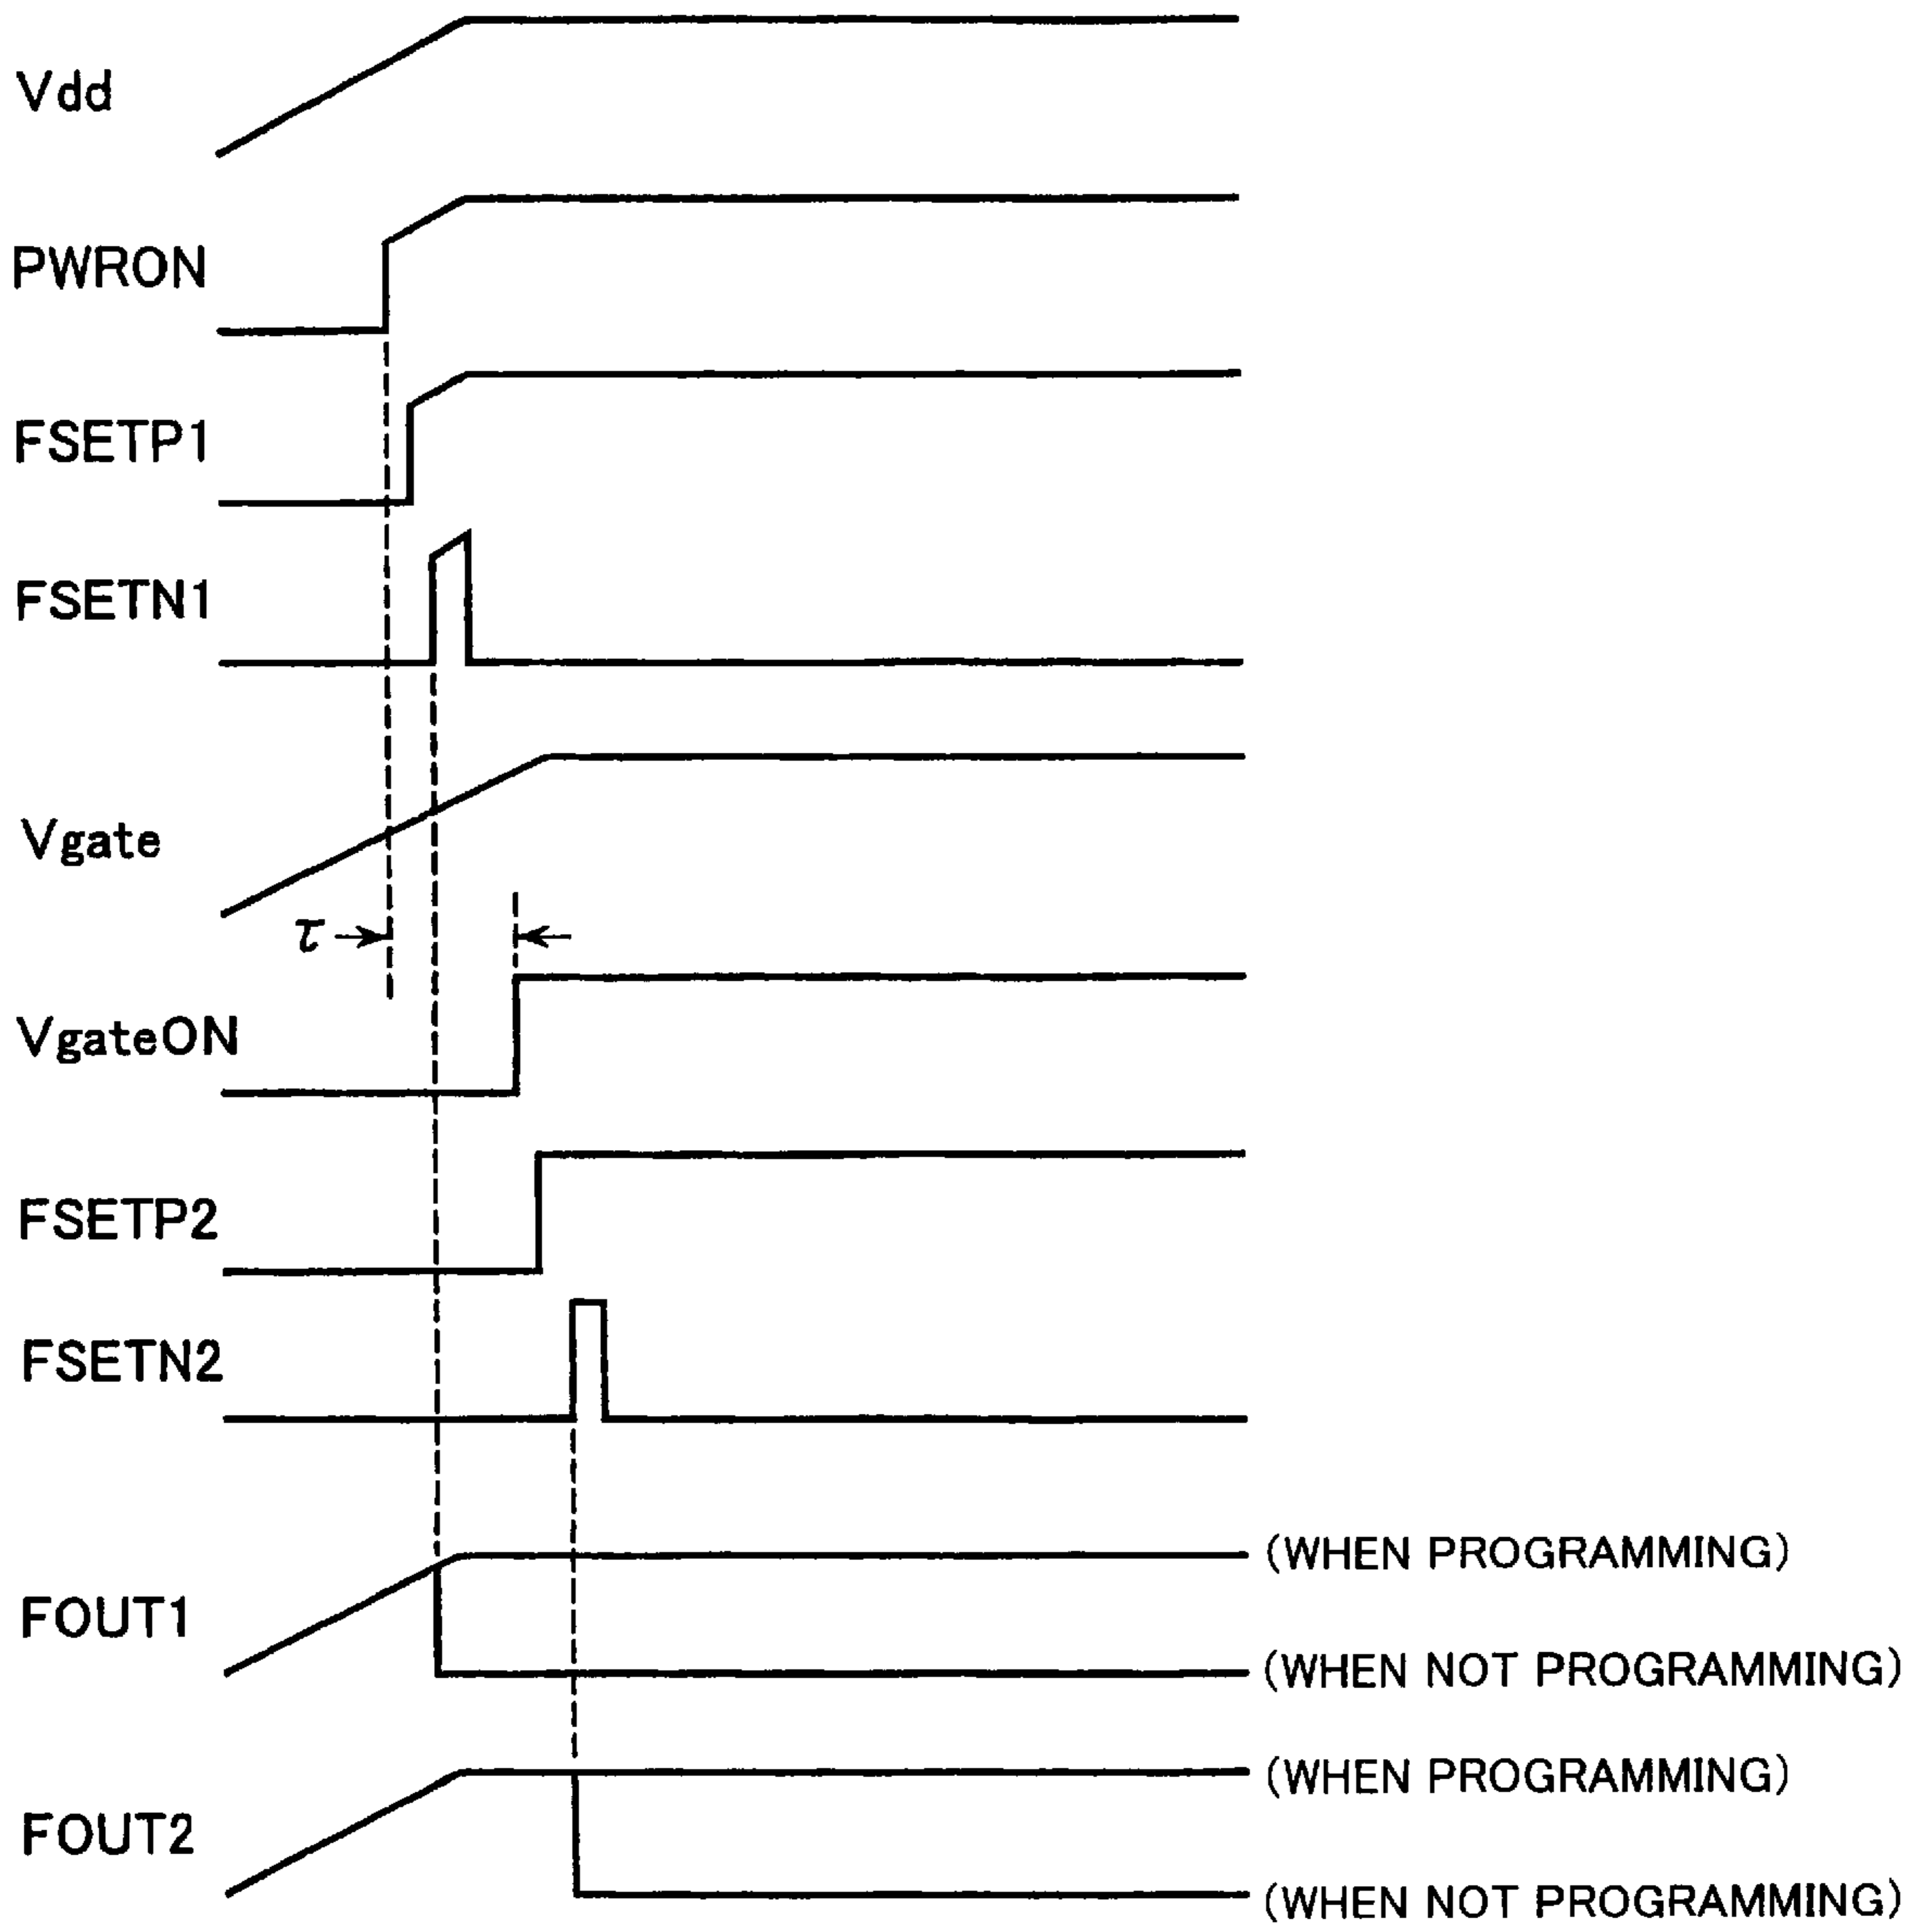 Vdd
PWRON
FSETP1
FSETN1
Vgate
τ
VgateON
FSETP2
FSETN2
FOUT1
(WHEN PROGRAMMING)
(WHEN NOT PROGRAMMING)
FOUT2
(WHEN PROGRAMMING)
(WHEN NOT PROGRAMMING)